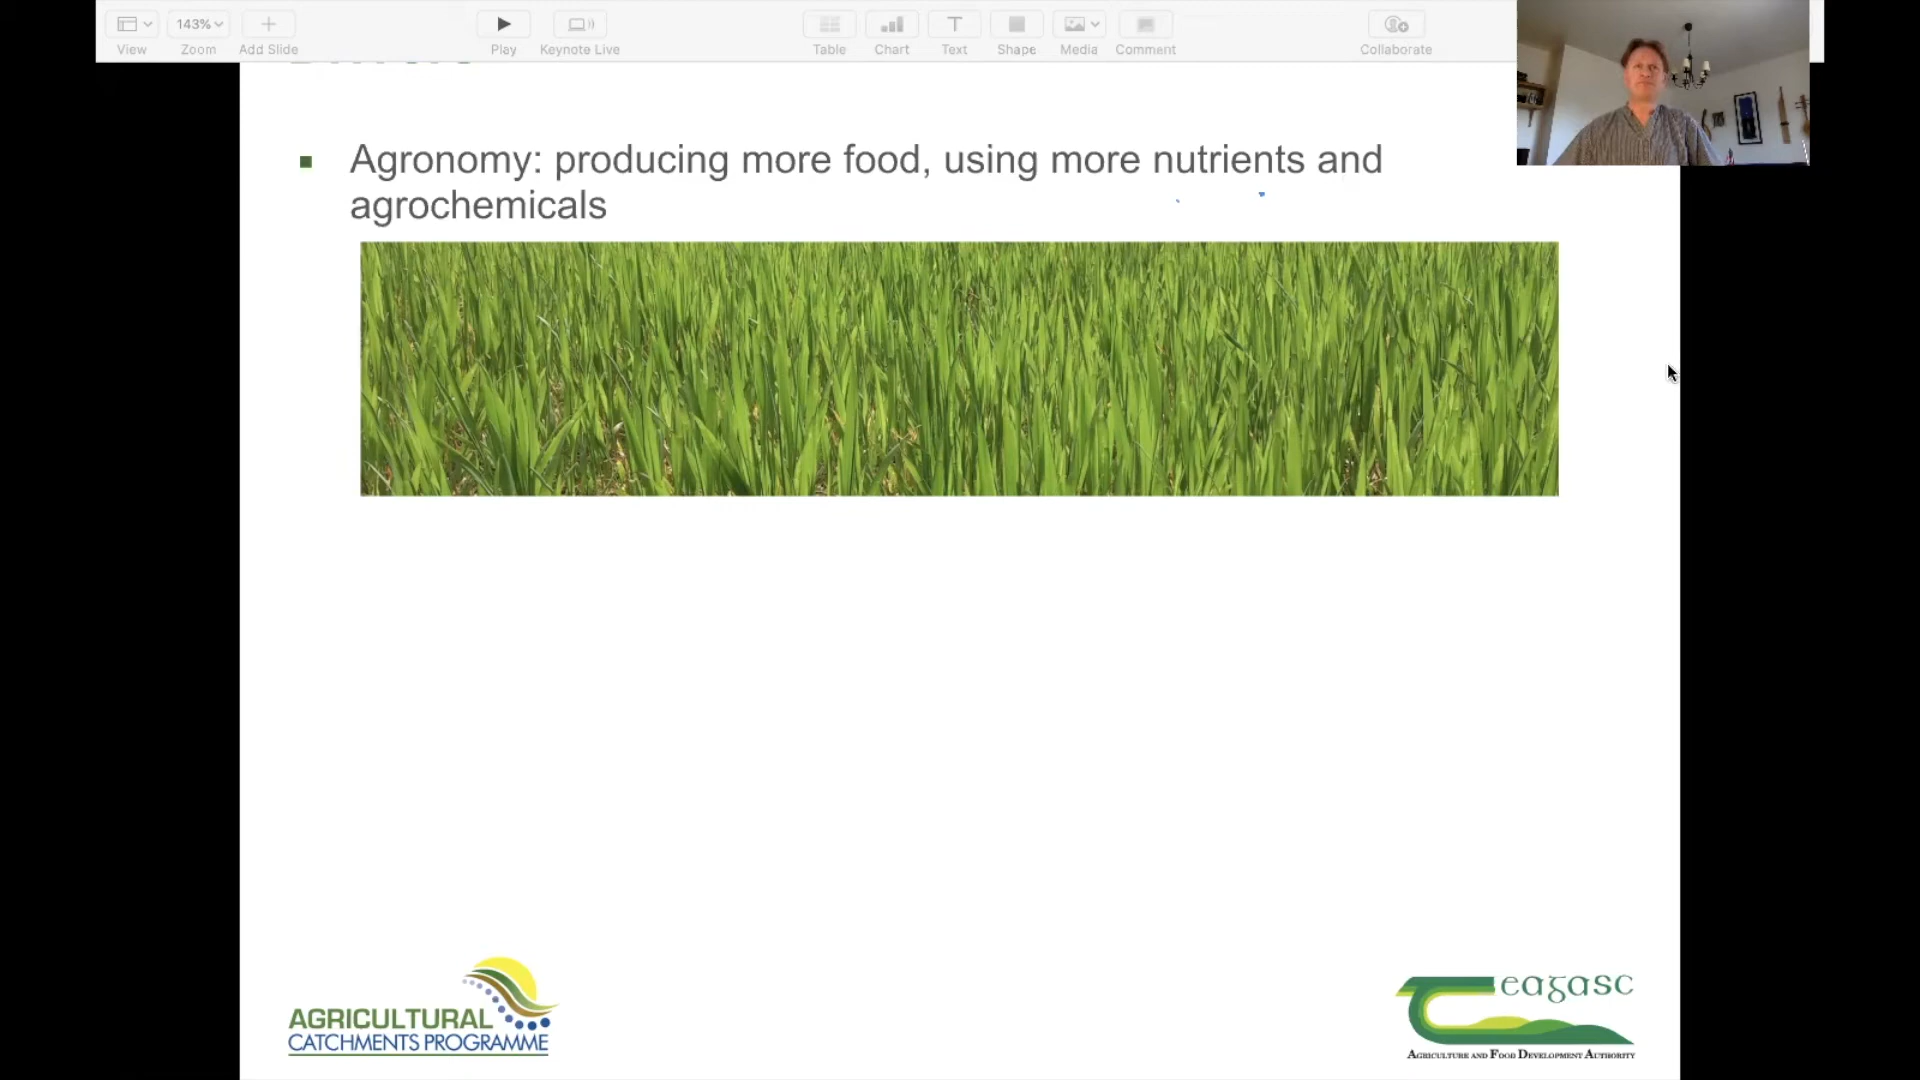 143%
View
Zoom
Add Slide
Play
Keynote Live
Table
Chart
Text
Shape
Media
Comment
Collaborate
Agronomy: producing more food, using more nutrients and
agrochemicals
AGRICULTURAL
CATCHMENTS PROGRAMME
eagasc
AGRICULTURE AND FOOD DEVELOPMENT AUTHORITY